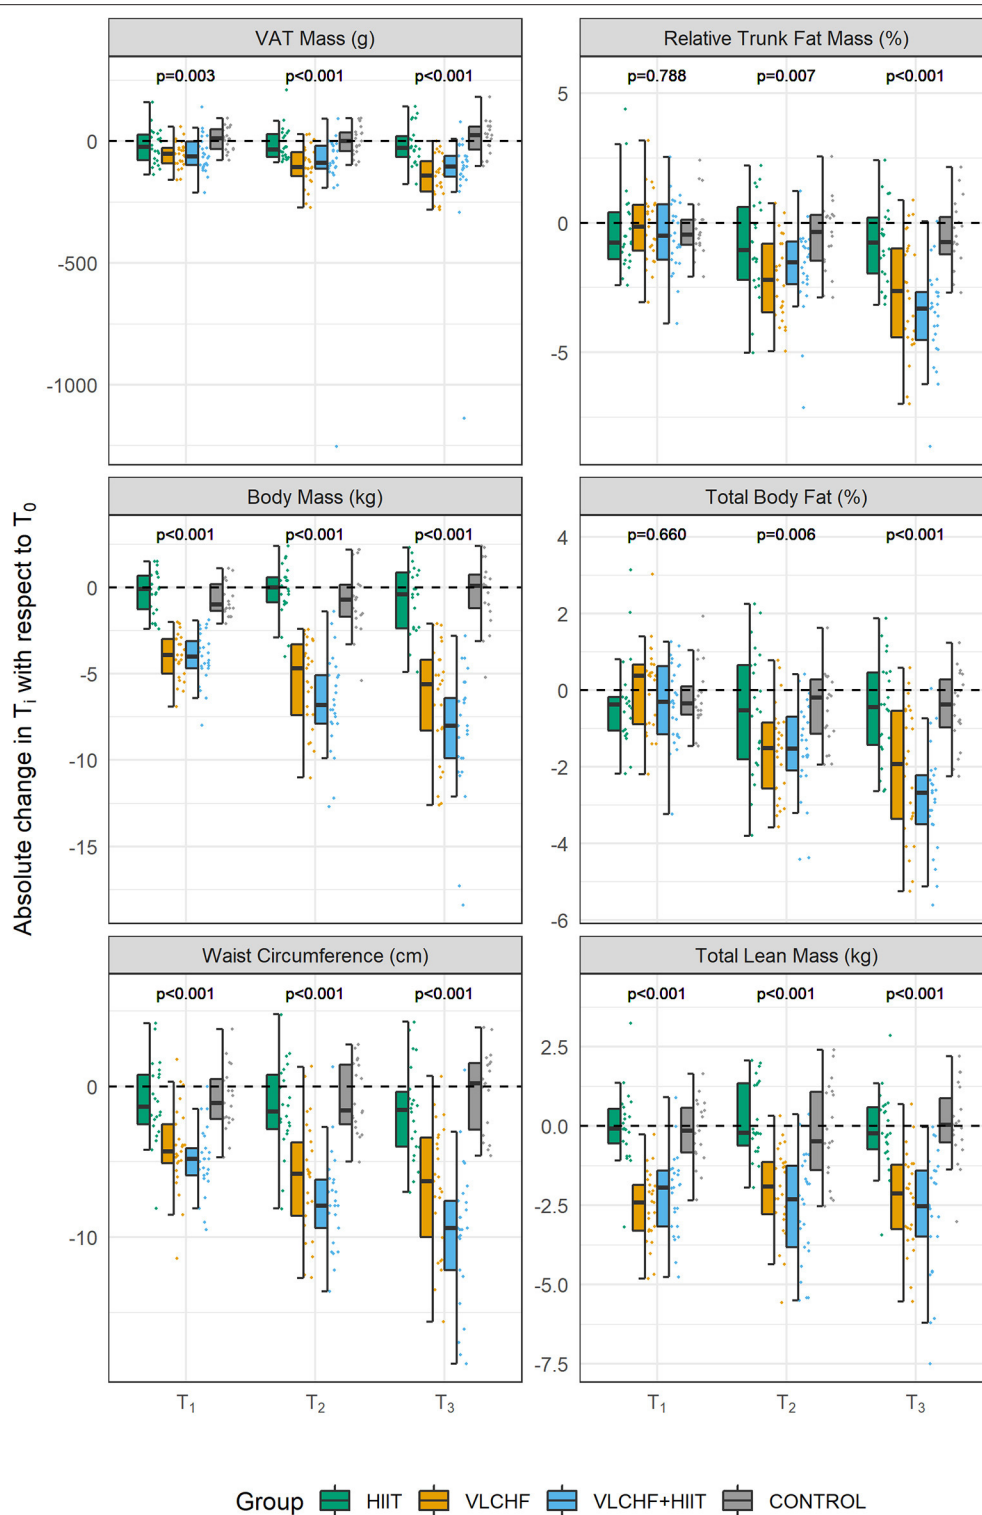 VAT Mass (g)
Relative Trunk Fat Mass (%)
p=0.003 p<0.001 p<0.001
p=0.788 p=0.007 p<0.001
0
-500
-1000
5
0
-5
Absolute change in Tᵢ with respect to T₀
Body Mass (kg)
Total Body Fat (%)
p<0.001 p<0.001 p<0.001
p=0.660 p=0.006 p<0.001
0
-5
-10
-15
4
2
0
-2
-4
-6
Waist Circumference (cm)
Total Lean Mass (kg)
p<0.001 p<0.001 p<0.001
p<0.001 p<0.001 p<0.001
0
-10
2.5
0.0
-2.5
-5.0
-7.5
T₁ T₂ T₃
T₁ T₂ T₃
Group HIIT VLCHF VLCHF+HIIT CONTROL